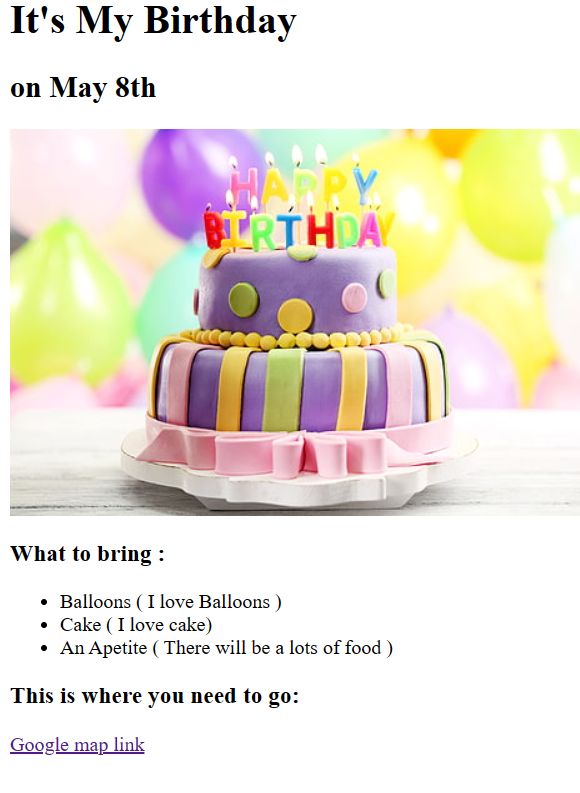 It's My Birthday
on May 8th
HAPPY
BIRTHDAY
What to bring :
Balloons ( I love Balloons )
Cake ( I love cake)
An Apetite ( There will be a lots of food )
This is where you need to go:
Google map link